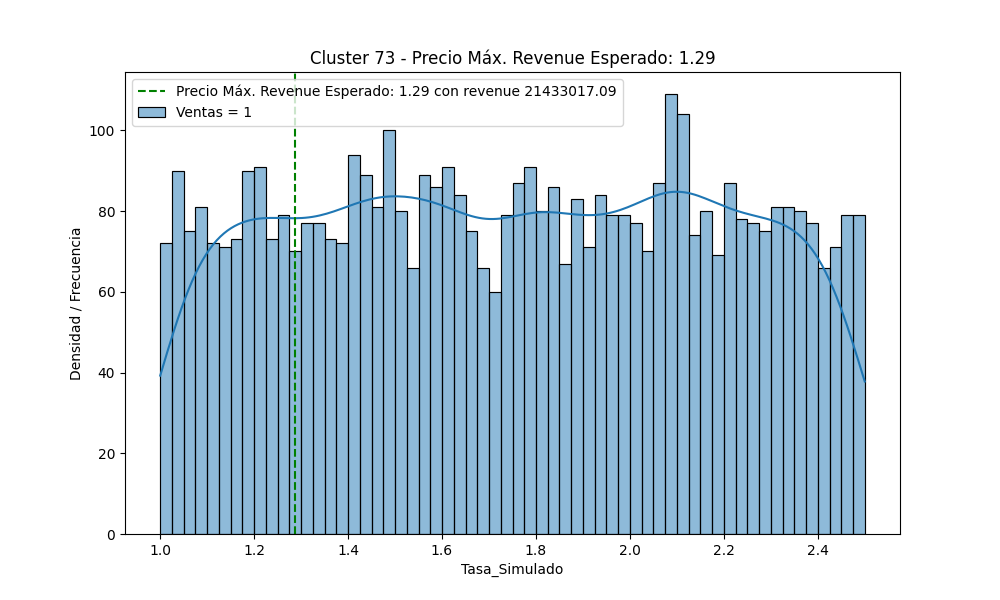 Cluster 73 - Precio Máx. Revenue Esperado: 1.29
Precio Máx. Revenue Esperado: 1.29 con revenue 21433017.09
Ventas = 1
Densidad / Frecuencia
100
80
60
40
20
0
1.0 1.2 1.4 1.6 1.8 2.0 2.2 2.4
Tasa_Simulado